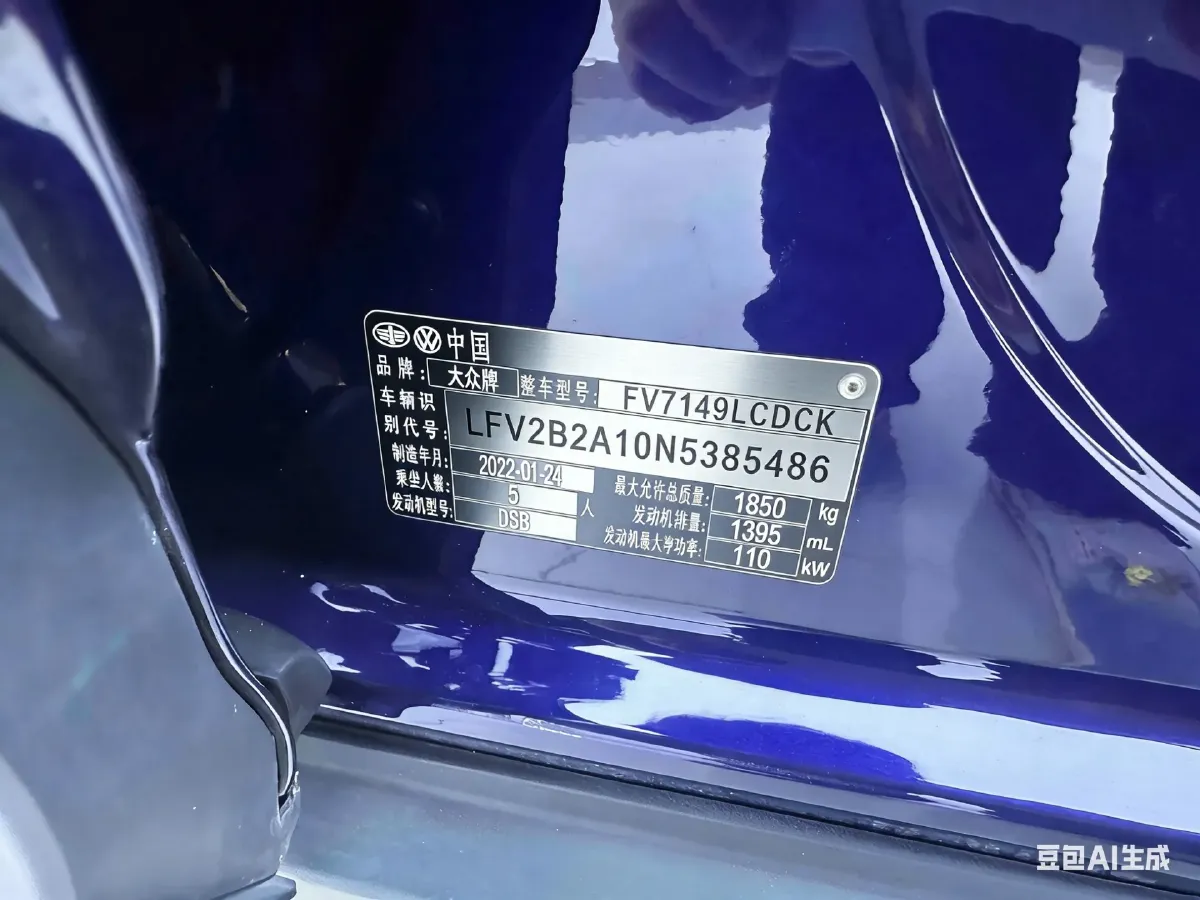 中国
品牌: 大众牌 整车型号: FV7149LCDCK
车辆识别代号: LFV2B2A10N5385486
制造年月: 2022-01-24
乘坐人数: 5 人
发动机型号: DSB
最大允许总质量: 1850 kg
发动机排量: 1395 mL
发动机最大净功率: 110 kW
豆包AI生成